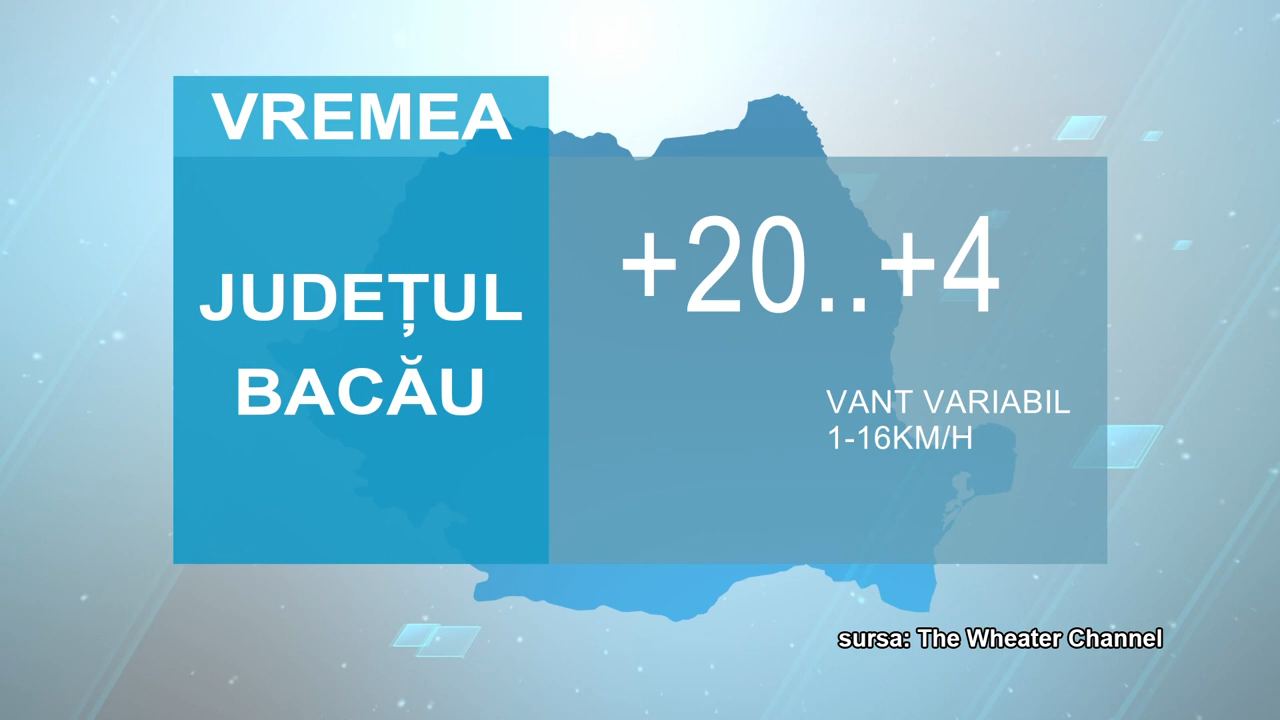 VREMEA
JUDEȚUL
BACĂU
+20..+4
VANT VARIABIL
1-16KM/H
sursa: The Wheater Channel